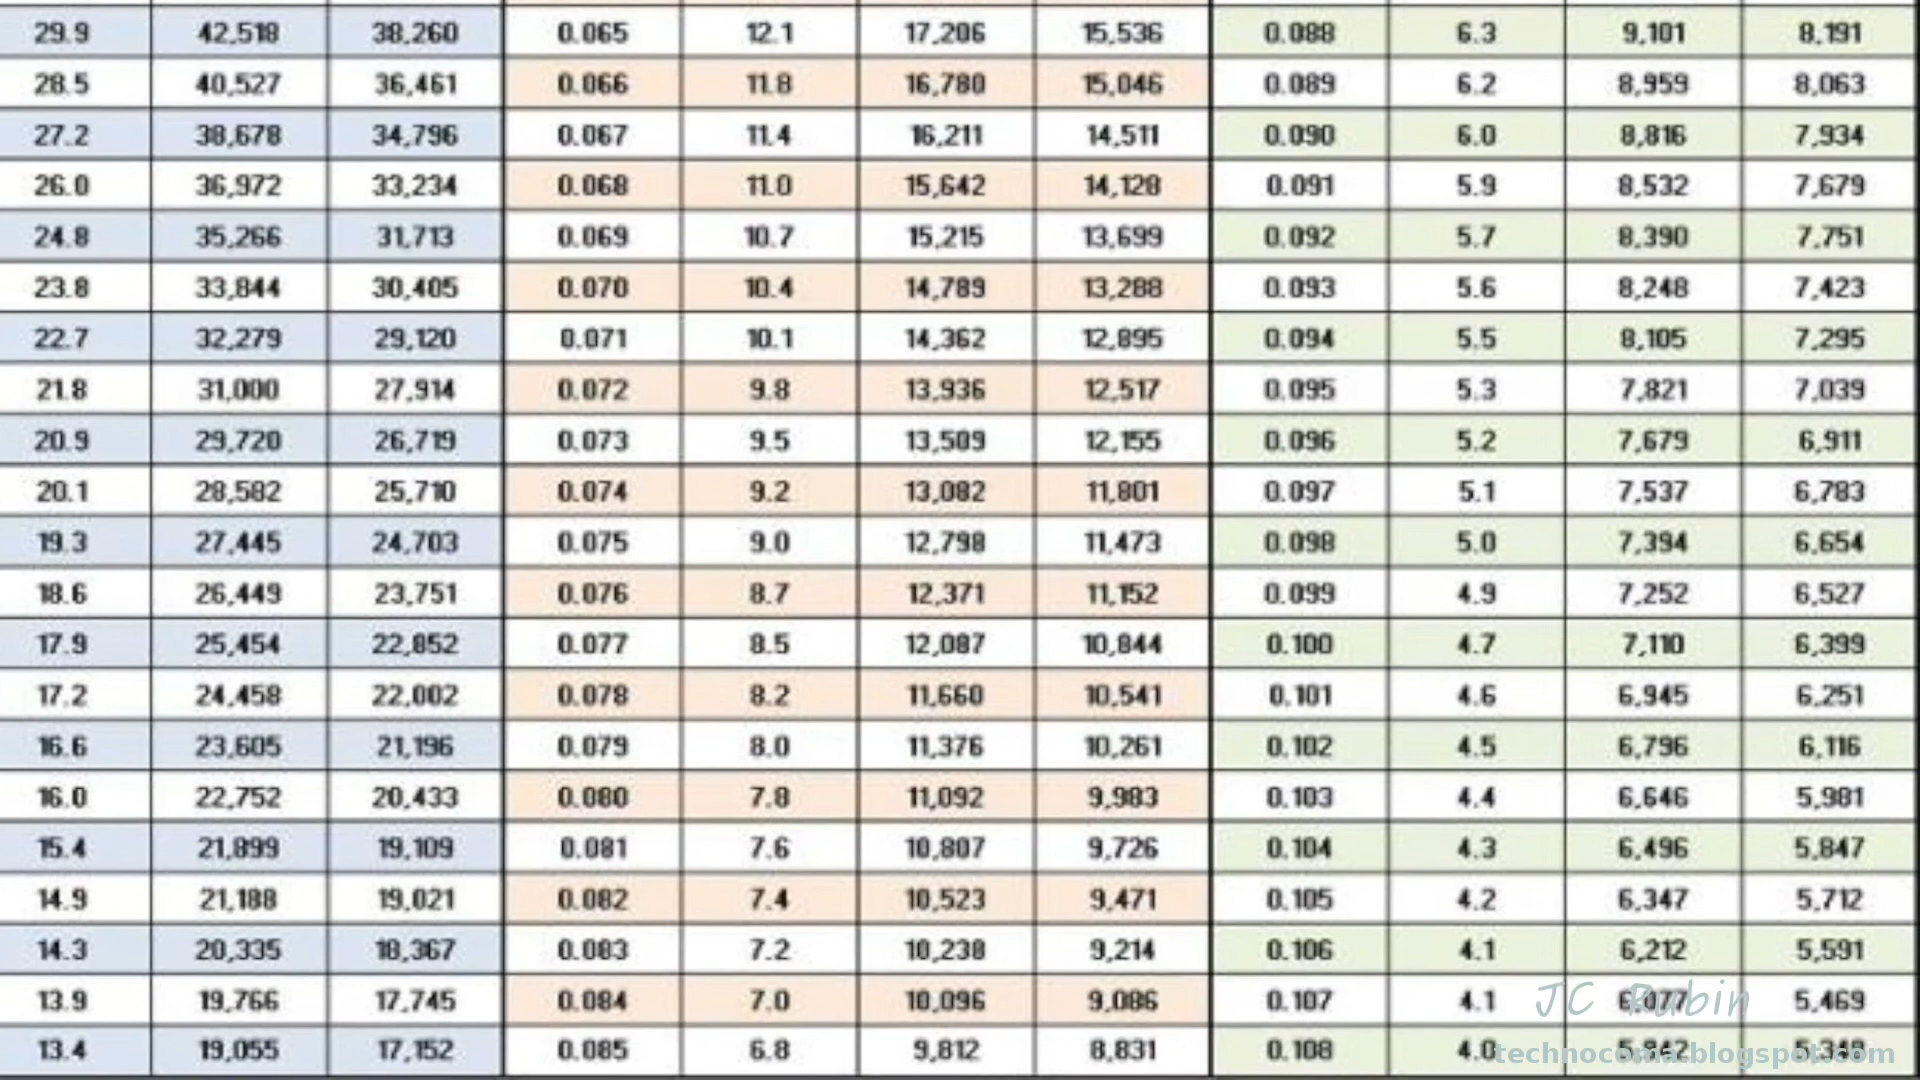 29.9 42,518 38,260 0.065 12.1 17,206 15,536 0.088 6.3 9,101 8,191
28.5 40,527 36,461 0.066 11.8 16,780 15,046 0.089 6.2 8,959 8,063
27.2 38,678 34,796 0.067 11.4 16,211 14,511 0.090 6.0 8,816 7,934
26.0 36,972 33,234 0.068 11.0 15,642 14,128 0.091 5.9 8,532 7,679
24.8 35,266 31,713 0.069 10.7 15,215 13,699 0.092 5.7 8,390 7,751
23.8 33,844 30,405 0.070 10.4 14,789 13,288 0.093 5.6 8,248 7,423
22.7 32,279 29,120 0.071 10.1 14,362 12,895 0.094 5.5 8,105 7,295
21.8 31,000 27,914 0.072 9.8 13,936 12,517 0.095 5.3 7,821 7,039
20.9 29,720 26,719 0.073 9.5 13,509 12,155 0.096 5.2 7,679 6,911
20.1 28,582 25,710 0.074 9.2 13,082 11,801 0.097 5.1 7,537 6,783
19.3 27,445 24,703 0.075 9.0 12,798 11,473 0.098 5.0 7,394 6,654
18.6 26,449 23,751 0.076 8.7 12,371 11,152 0.099 4.9 7,252 6,527
17.9 25,454 22,852 0.077 8.5 12,087 10,844 0.100 4.7 7,110 6,399
17.2 24,458 22,002 0.078 8.2 11,660 10,541 0.101 4.6 6,945 6,251
16.6 23,605 21,196 0.079 8.0 11,376 10,261 0.102 4.5 6,796 6,116
16.0 22,752 20,433 0.080 7.8 11,092 9,983 0.103 4.4 6,646 5,981
15.4 21,899 19,109 0.081 7.6 10,807 9,726 0.104 4.3 6,496 5,847
14.9 21,188 19,021 0.082 7.4 10,523 9,471 0.105 4.2 6,347 5,712
14.3 20,335 18,367 0.083 7.2 10,238 9,214 0.106 4.1 6,212 5,591
13.9 19,766 17,745 0.084 7.0 10,096 9,086 0.107 4.1 6,077 5,469
JC Rubin
13.4 19,055 17,152 0.085 6.8 9,812 8,831 0.108 4.0
technocoma.blogspot.com